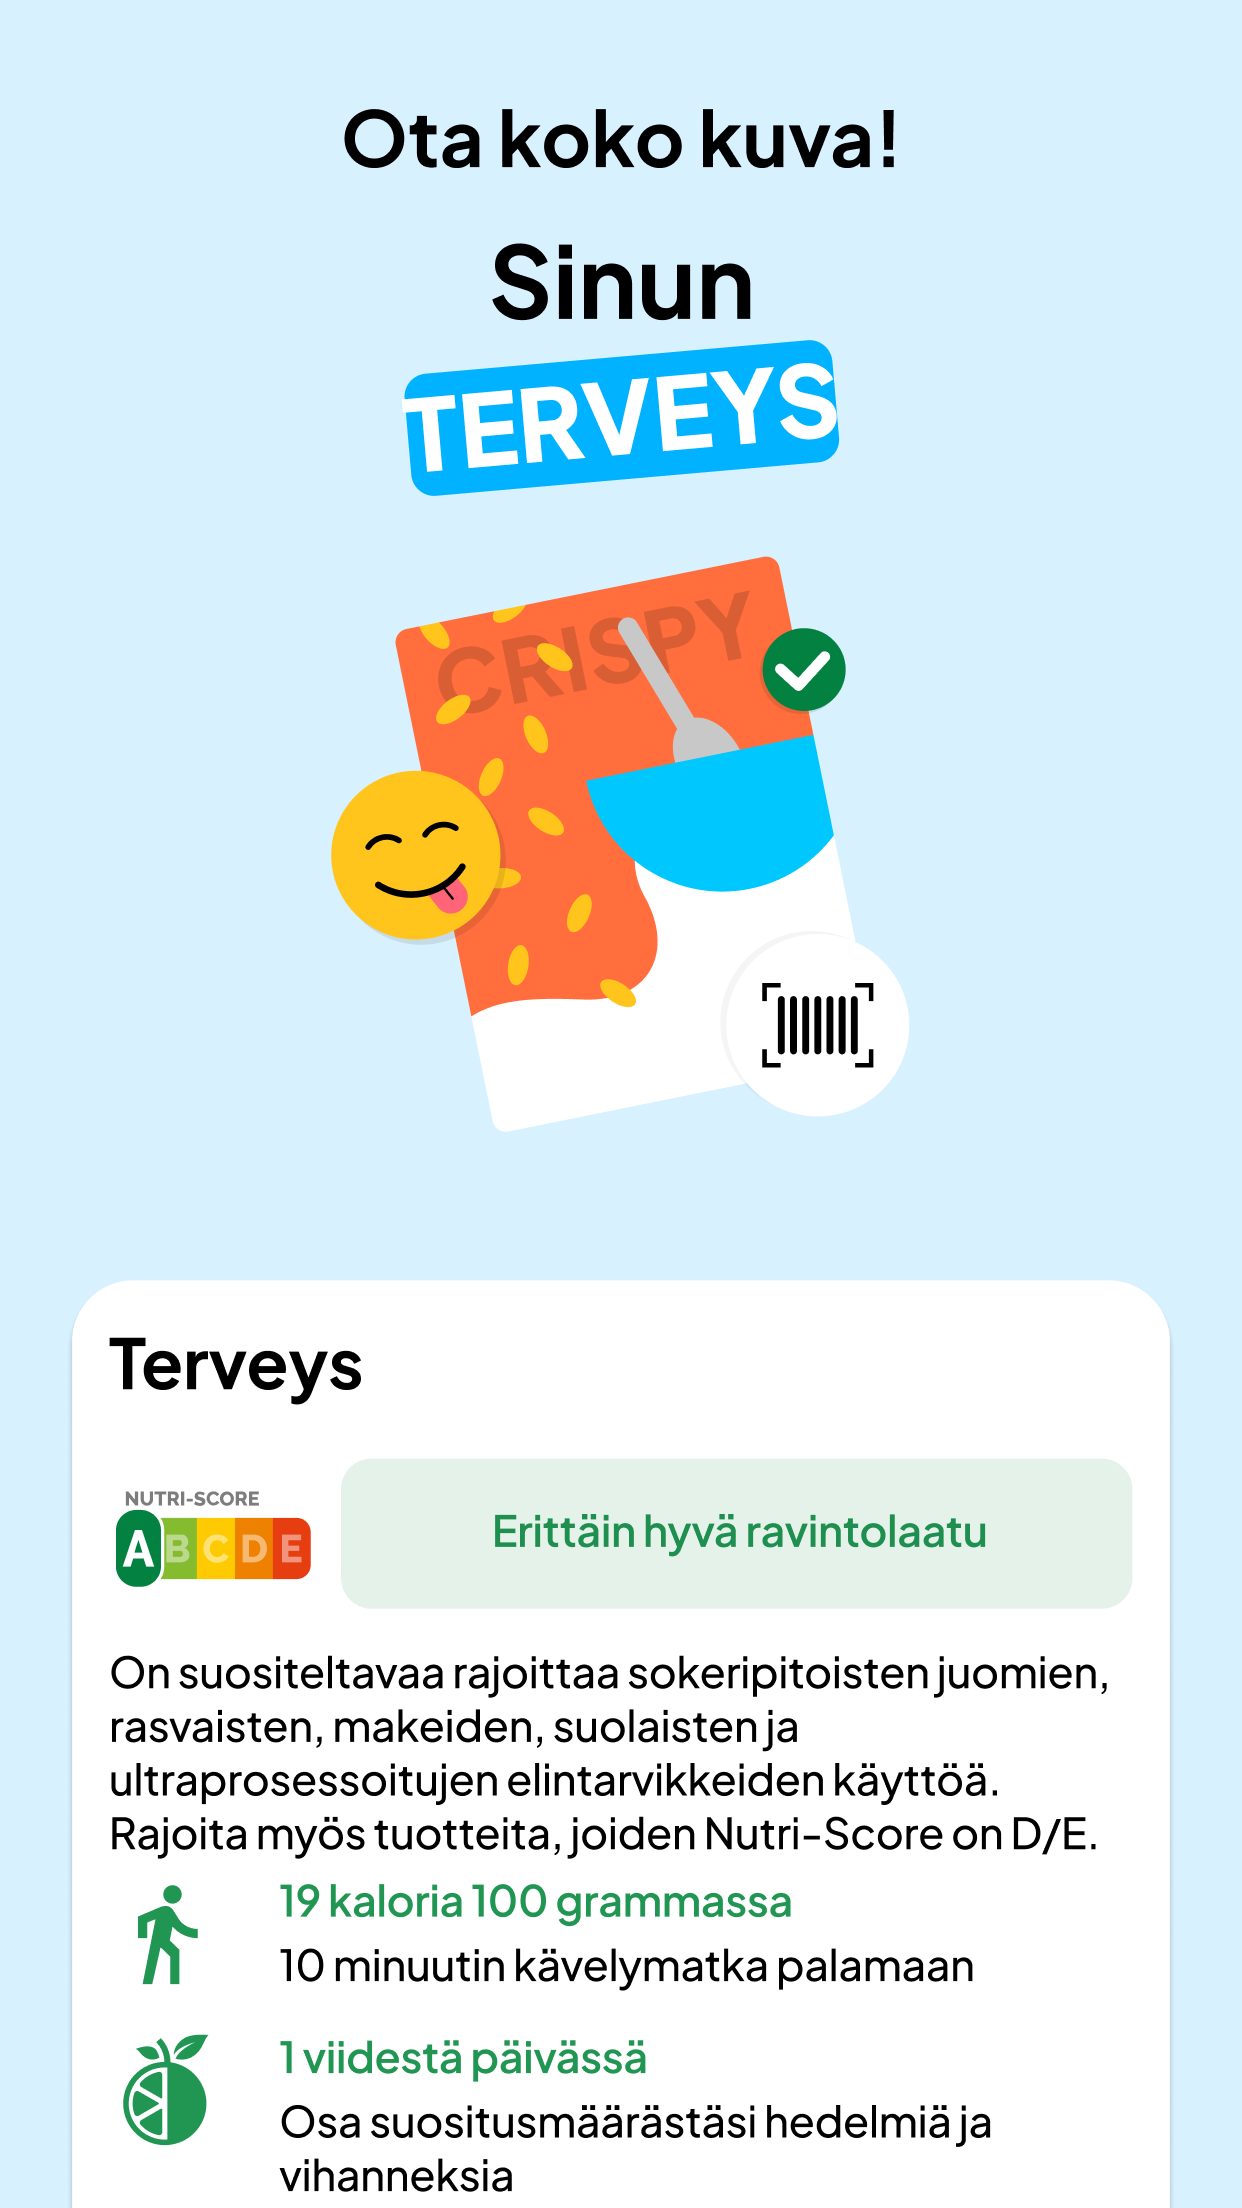 Ota koko kuva!
Sinun
TERVEYS
CRISPY
Terveys
NUTRI-SCORE
A B C D E
Erittäin hyvä ravintolaatu
On suositeltavaa rajoittaa sokeripitoisten juomien,
rasvaisten, makeiden, suolaisten ja
ultraprosessoitujen elintarvikkeiden käyttöä.
Rajoita myös tuotteita, joiden Nutri-Score on D/E.
19 kaloria 100 grammassa
10 minuutin kävelymatka palamaan
1 viidestä päivässä
Osa suositusmäärästäsi hedelmiä ja
vihanneksia